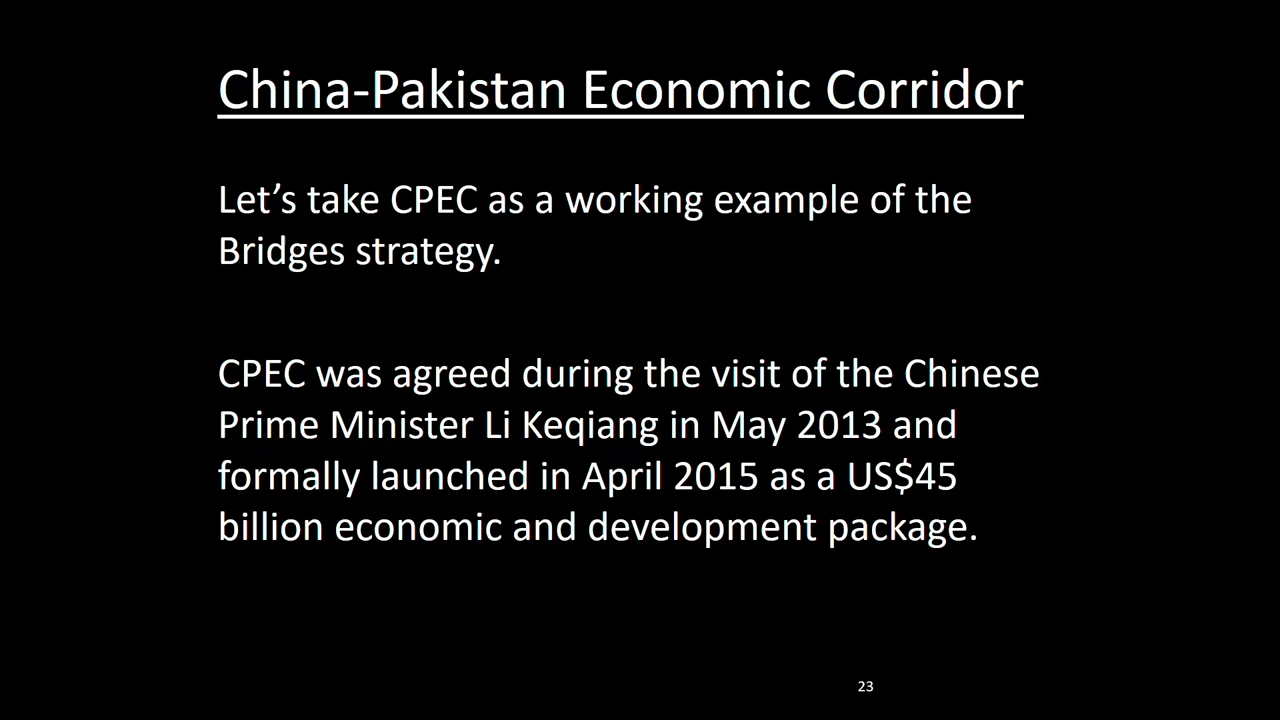 China-Pakistan Economic Corridor
Let’s take CPEC as a working example of the
Bridges strategy.
CPEC was agreed during the visit of the Chinese
Prime Minister Li Keqiang in May 2013 and
formally launched in April 2015 as a US$45
billion economic and development package.
23